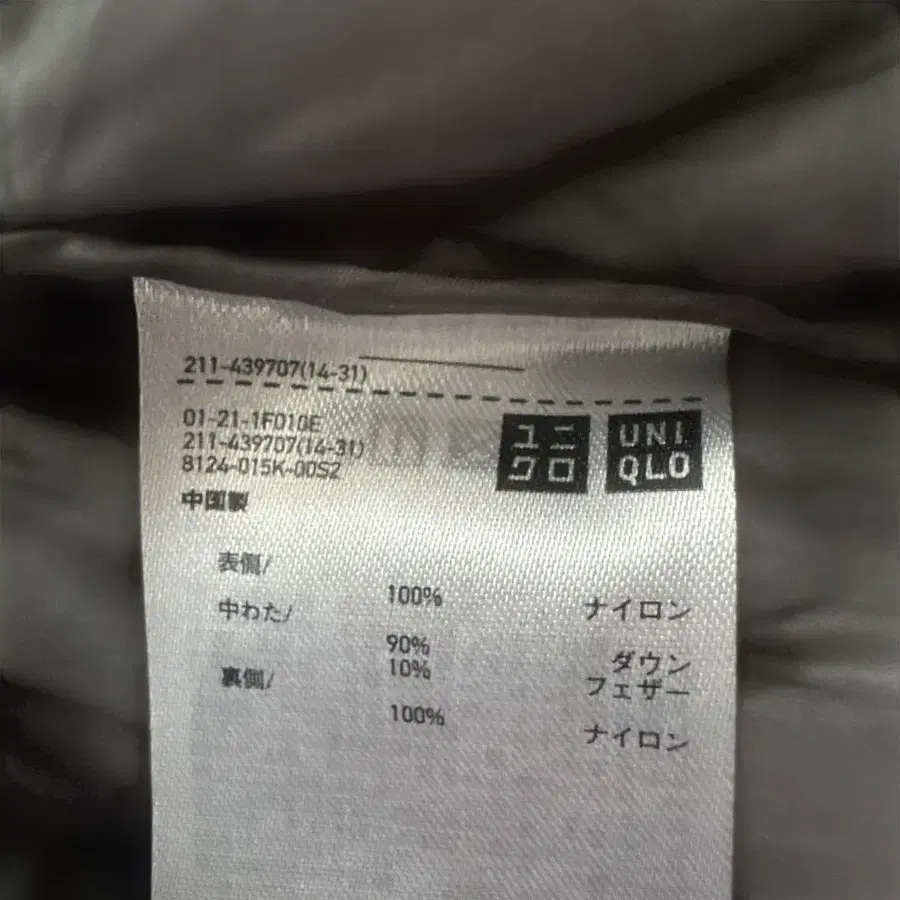 211-439707(14-31)
01-21-1F010E
211-439707(14-31)
8124-015K-00S2
中国製
ユニ
クロ
UNI
QLO
表側/
100% ナイロン
中わた/
90% ダウン
10% フェザー
裏側/
100% ナイロン